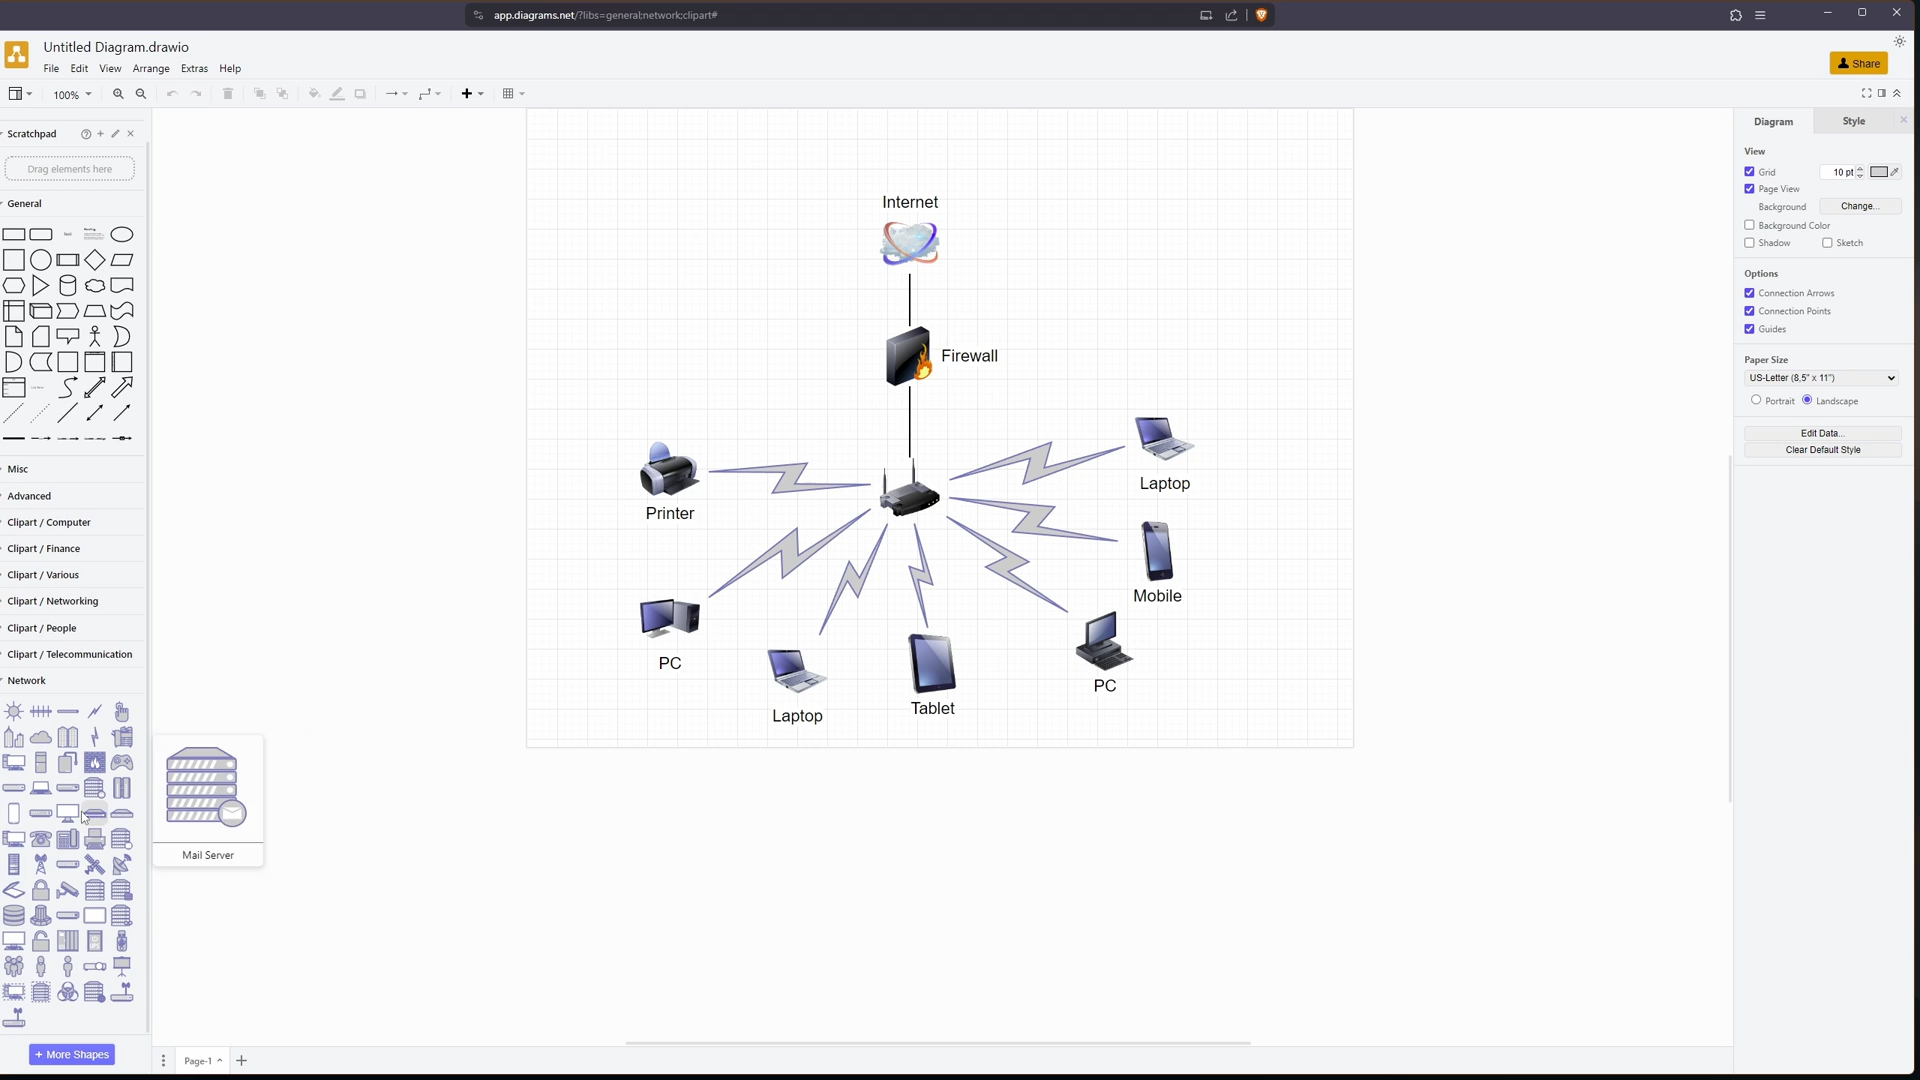 app.diagrams.net/?libs=general;network;clipart#
Untitled Diagram.drawio
File Edit View Arrange Extras Help
Share
100%
Scratchpad
Drag elements here
General
Misc
Advanced
Clipart / Computer
Clipart / Finance
Clipart / Various
Clipart / Networking
Clipart / People
Clipart / Telecommunication
Network
Mail Server
+ More Shapes
Internet
Firewall
Printer
Laptop
Mobile
PC
PC
Laptop
Tablet
Page-1
Diagram Style
View
Grid 10 pt
Page View
Background Change...
Background Color
Shadow Sketch
Options
Connection Arrows
Connection Points
Guides
Paper Size
US-Letter (8,5" x 11")
Portrait Landscape
Edit Data...
Clear Default Style